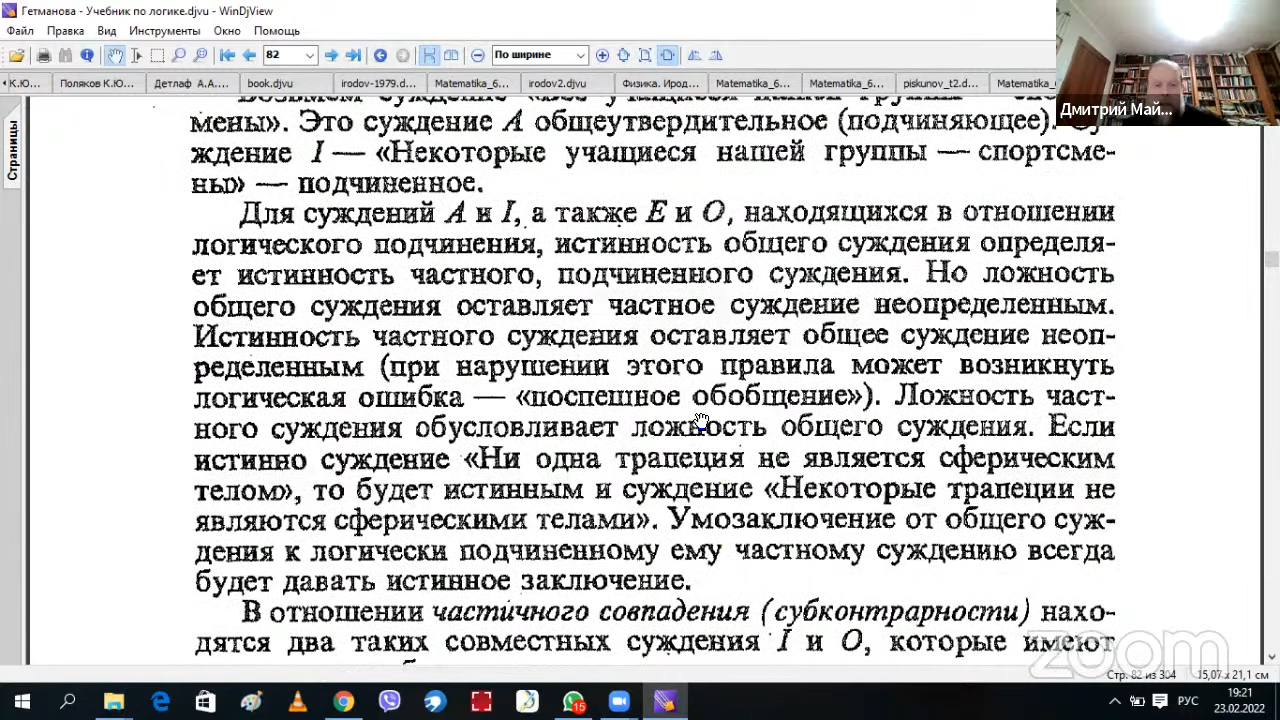 Гетманова - Учебник по логике.djvu - WinDjView
Файл Правка Вид Инструменты Окно Помощь
82 По ширине
К.Ю... Поляков К.Ю... Детлаф А.А.... book.djvu irodov-1979.d... Matematika_6... irodov2.djvu Физика. Ирод... Matematika_6... Matematika_6... piskunov_t2.d... Matematika_
Дмитрий Май...
Страницы
мены». Это суждение А общеутвердительное (подчиняющее).
ждение I — «Некоторые учащиеся нашей группы — спортсме-
ны» — подчиненное.
Для суждений А и I, а также Е и О, находящихся в отношении
логического подчинения, истинность общего суждения определя-
ет истинность частного, подчиненного суждения. Но ложность
общего суждения оставляет частное суждение неопределенным.
Истинность частного суждения оставляет общее суждение неоп-
ределенным (при нарушении этого правила может возникнуть
логическая ошибка — «поспешное обобщение»). Ложность част-
ного суждения обусловливает ложность общего суждения. Если
истинно суждение «Ни одна трапеция не является сферическим
телом», то будет истинным и суждение «Некоторые трапеции не
являются сферическими телами». Умозаключение от общего суж-
дения к логически подчиненному ему частному суждению всегда
будет давать истинное заключение.
В отношении частичного совпадения (субконтрарности) нахо-
дятся два таких совместных суждения I и О, которые имеют
zoom
Стр. 82 из 304 15,07 x 21,1 см
15
РУС
19:21
23.02.2022